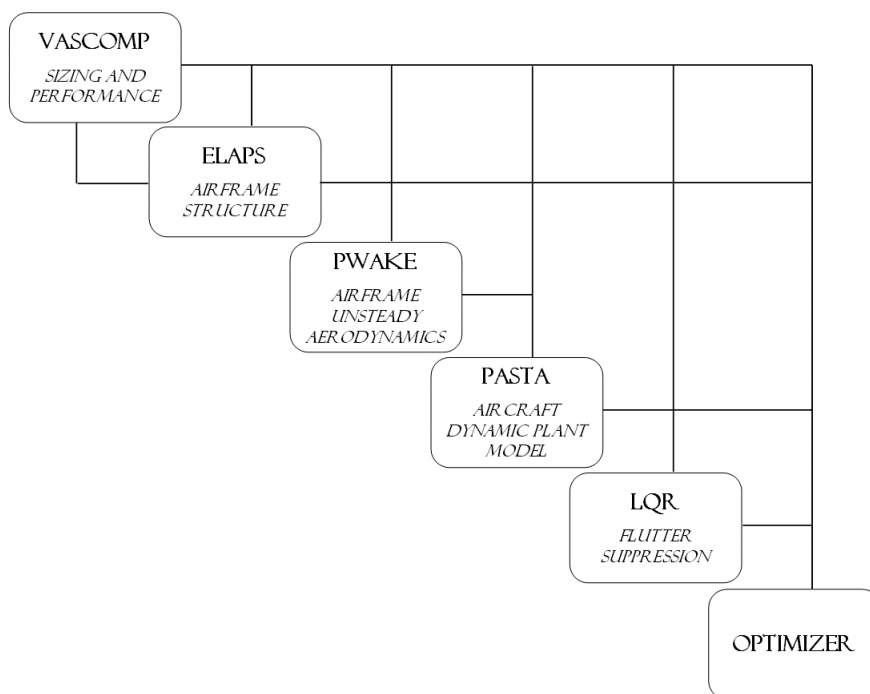 VASCOMP
SIZING AND
PERFORMANCE
ELAPS
AIRFRAME
STRUCTURE
PWAKE
AIRFRAME
UNSTEADY
AERODYNAMICS
PASTA
AIRCRAFT
DYNAMIC PLANT
MODEL
LQR
FLUTTER
SUPPRESSION
OPTIMIZER